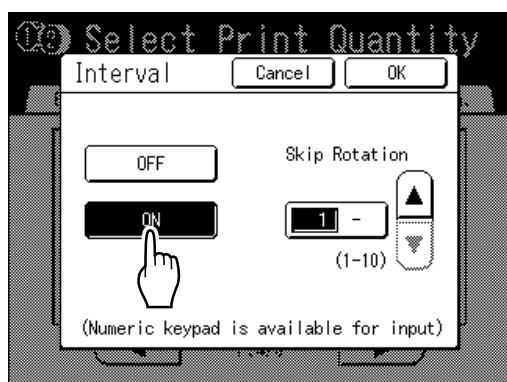 Select Print Quantity
Interval
Cancel
OK
OFF
Skip Rotation
ON
1 -
(1-10)
(Numeric keypad is available for input)